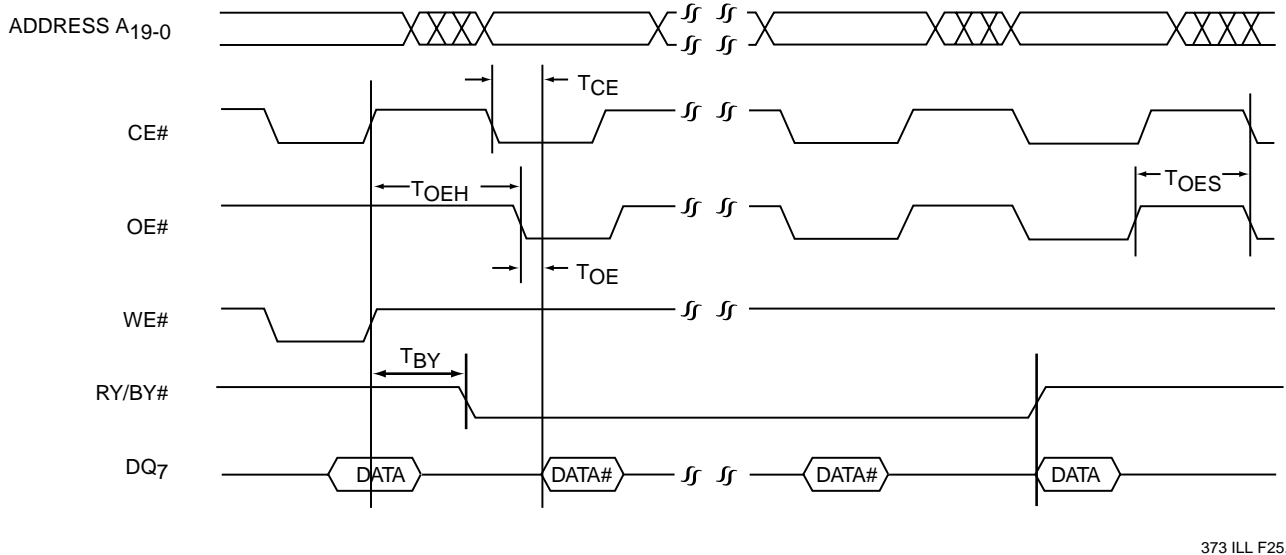 ADDRESS A19-0
TCE
CE#
TOEH
TOES
OE#
TOE
WE#
TBY
RY/BY#
DQ7
DATA
DATA#
DATA#
DATA
373 ILL F25